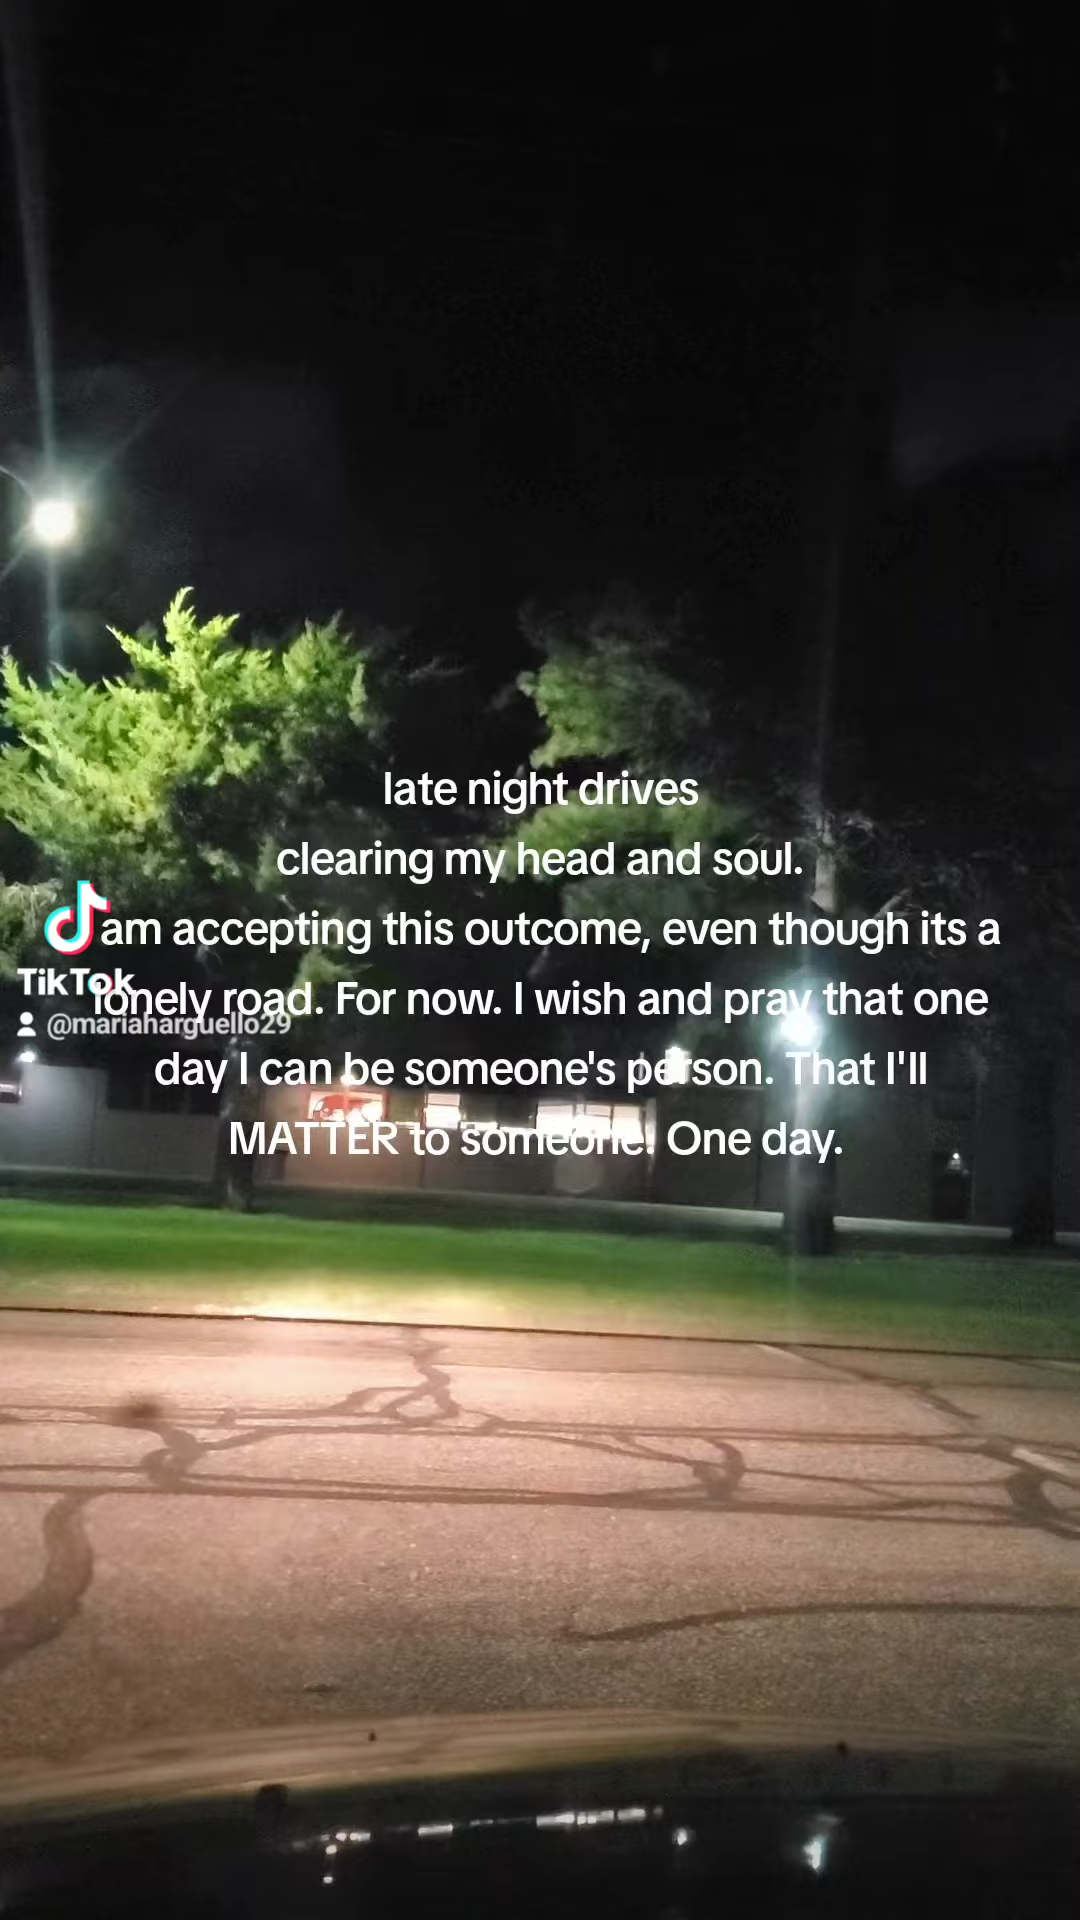 late night drives
clearing my head and soul.
am accepting this outcome, even though its a
TikTok
lonely road. For now. I wish and pray that one
@mariaharguello29
day I can be someone's person. That I'll
MATTER to someone. One day.